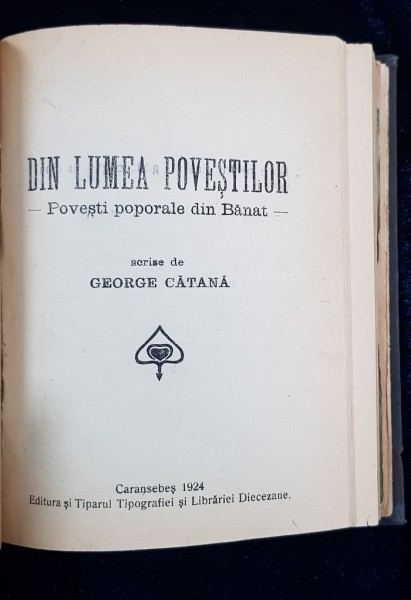 DIN LUMEA POVEȘTILOR
— Povești poporale din Bănat —
scrise de
GEORGE CĂTANĂ
Caransebeș 1924
Editura și Tiparul Tipografiei și Librăriei Diecezane.